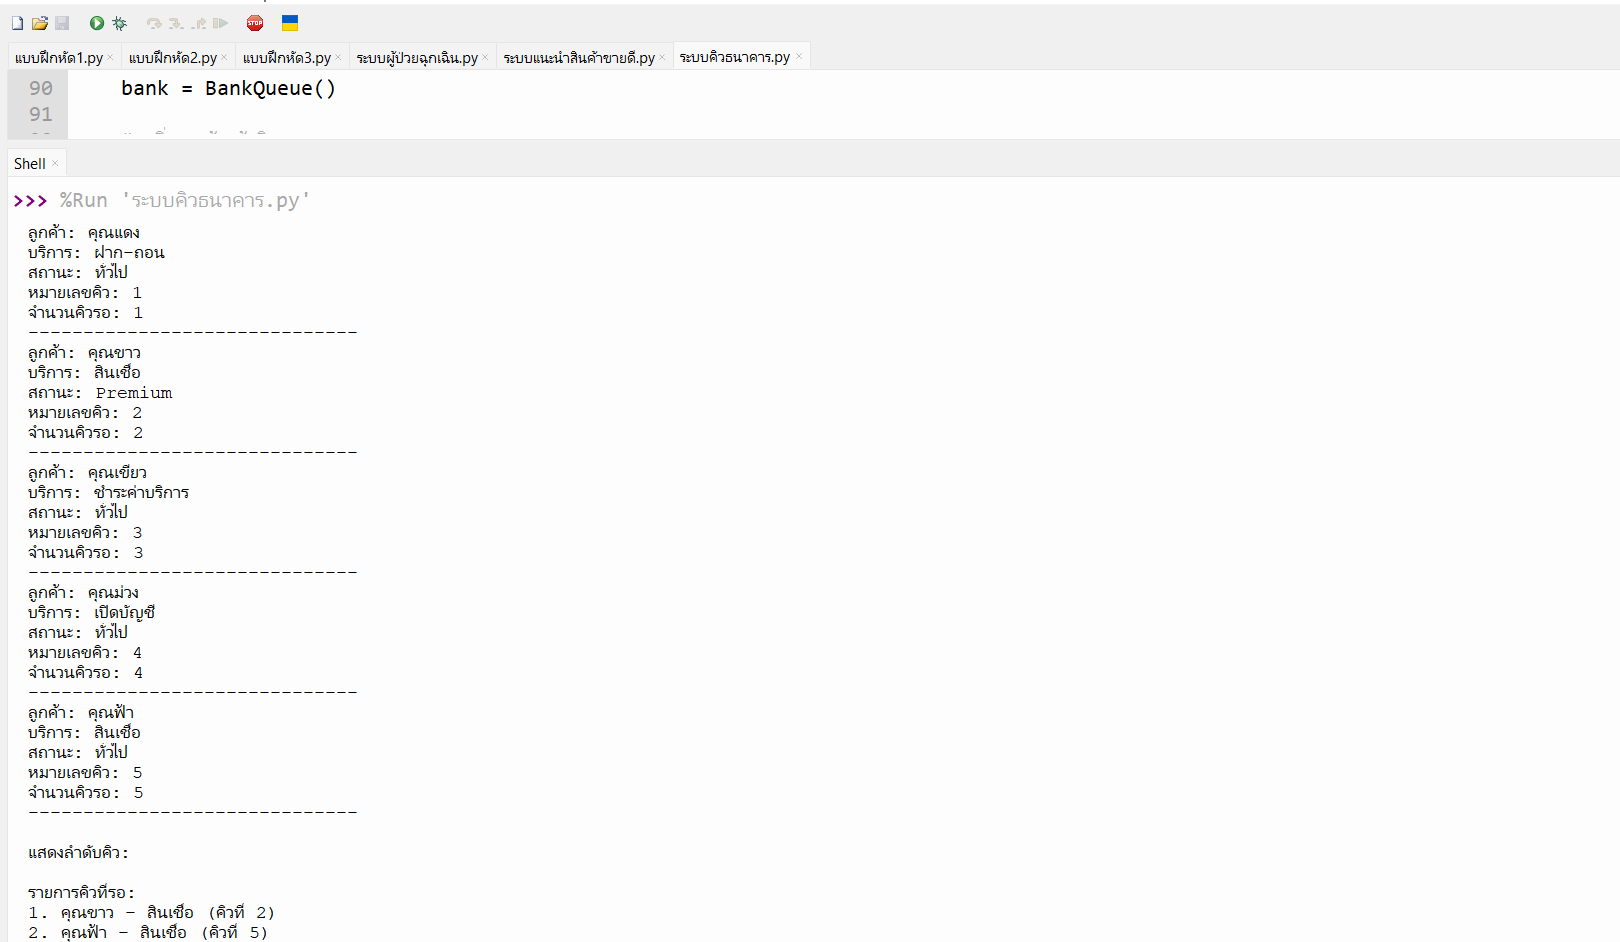 STOP
แบบฝึกหัด1.py
แบบฝึกหัด2.py
แบบฝึกหัด3.py
ระบบผู้ป่วยฉุกเฉิน.py
ระบบแนะนำสินค้าขายดี.py
ระบบคิวธนาคาร.py
90 bank = BankQueue()
91
Shell
>>> %Run 'ระบบคิวธนาคาร.py'
ลูกค้า: คุณแดง
บริการ: ฝาก-ถอน
สถานะ: ทั่วไป
หมายเลขคิว: 1
จำนวนคิวรอ: 1
------------------------------
ลูกค้า: คุณขาว
บริการ: สินเชื่อ
สถานะ: Premium
หมายเลขคิว: 2
จำนวนคิวรอ: 2
------------------------------
ลูกค้า: คุณเขียว
บริการ: ชำระค่าบริการ
สถานะ: ทั่วไป
หมายเลขคิว: 3
จำนวนคิวรอ: 3
------------------------------
ลูกค้า: คุณม่วง
บริการ: เปิดบัญชี
สถานะ: ทั่วไป
หมายเลขคิว: 4
จำนวนคิวรอ: 4
------------------------------
ลูกค้า: คุณฟ้า
บริการ: สินเชื่อ
สถานะ: ทั่วไป
หมายเลขคิว: 5
จำนวนคิวรอ: 5
------------------------------
แสดงลำดับคิว:
รายการคิวที่รอ:
1. คุณขาว - สินเชื่อ (คิวที่ 2)
2. คุณฟ้า - สินเชื่อ (คิวที่ 5)